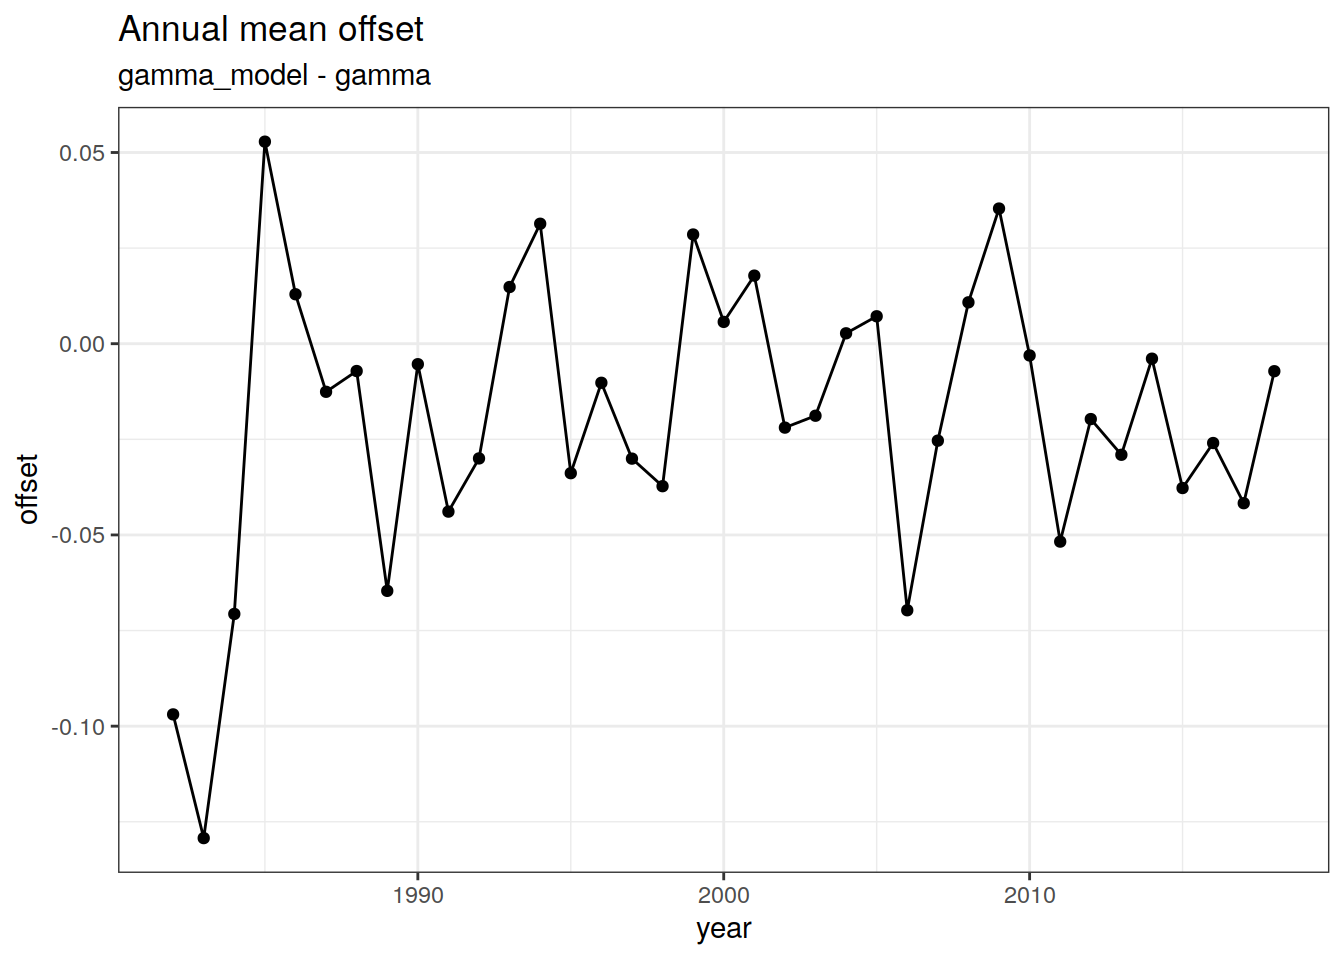 Annual mean offset
gamma_model - gamma
0.05
0.00
-0.05
-0.10
offset
1990 2000 2010
year